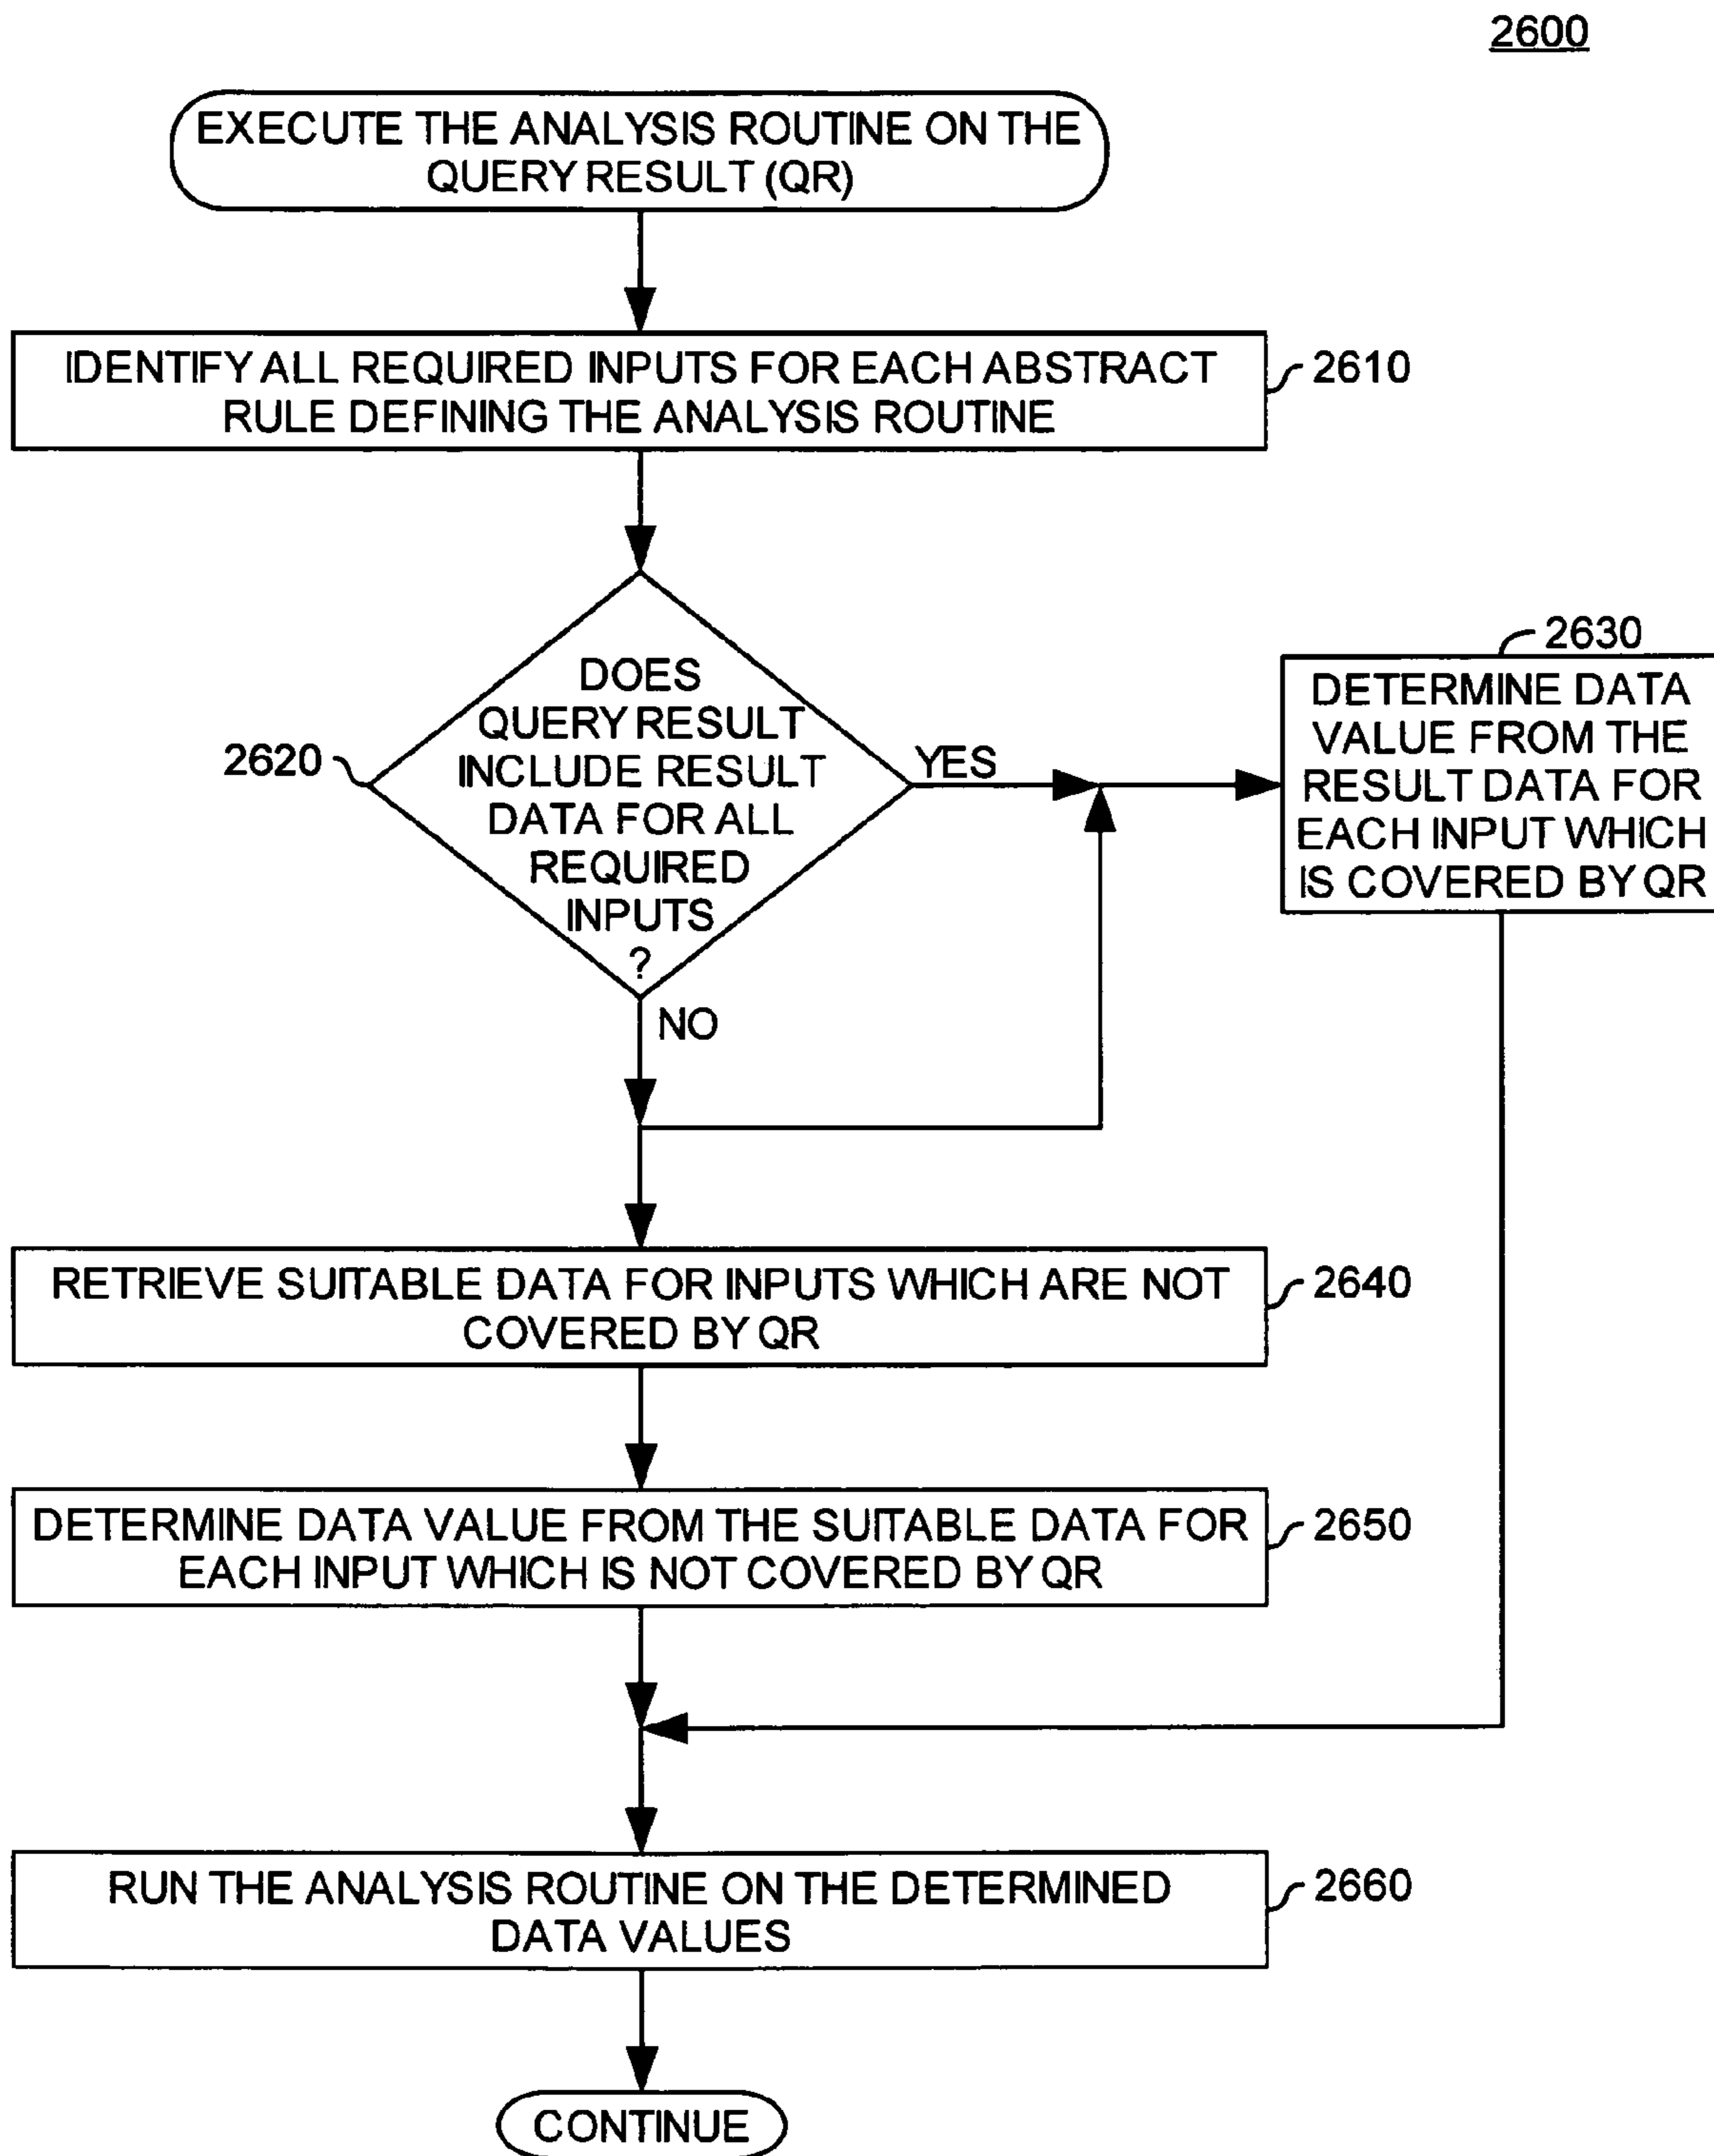 2600
EXECUTE THE ANALYSIS ROUTINE ON THE
QUERY RESULT (QR)
IDENTIFY ALL REQUIRED INPUTS FOR EACH ABSTRACT
RULE DEFINING THE ANALYSIS ROUTINE
2610
DOES
QUERY RESULT
INCLUDE RESULT
DATA FOR ALL
REQUIRED
INPUTS
?
2620
YES
NO
2630
DETERMINE DATA
VALUE FROM THE
RESULT DATA FOR
EACH INPUT WHICH
IS COVERED BY QR
RETRIEVE SUITABLE DATA FOR INPUTS WHICH ARE NOT
COVERED BY QR
2640
DETERMINE DATA VALUE FROM THE SUITABLE DATA FOR
EACH INPUT WHICH IS NOT COVERED BY QR
2650
RUN THE ANALYSIS ROUTINE ON THE DETERMINED
DATA VALUES
2660
CONTINUE